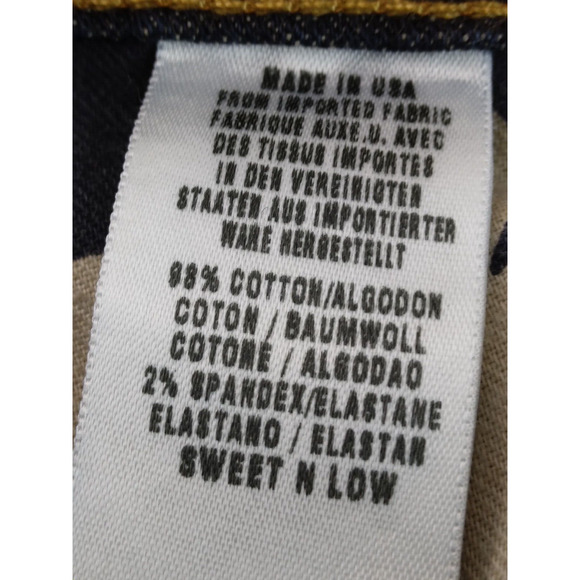 MADE IN USA
FROM IMPORTED FABRIC
FABRIQUE AUXE.U. AVEC
DES TISSUS IMPORTES
IN DEN VEREINIGTEN
STAATEN AUS IMPORTIERTER
WARE HERGESTELLT
98% COTTON/ALGODON
COTON / BAUMWOLL
COTONE / ALGODAO
2% SPANDEX/ELASTANE
ELASTANO / ELASTAN
SWEET N LOW